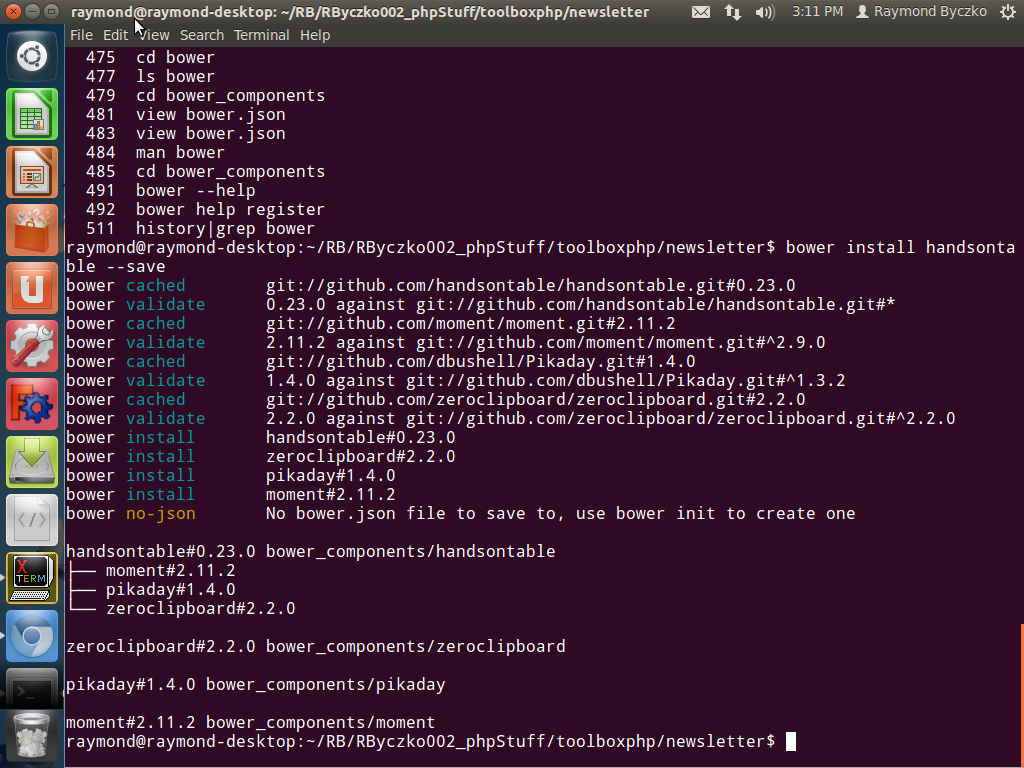 raymond@raymond-desktop: ~/RB/RByczko002_phpStuff/toolboxphp/newsletter 3:11 PM Raymond Byczko
File Edit View Search Terminal Help
475 cd bower
477 ls bower
479 cd bower_components
481 view bower.json
483 view bower.json
484 man bower
485 cd bower_components
491 bower --help
492 bower help register
511 history|grep bower
raymond@raymond-desktop:~/RB/RByczko002_phpStuff/toolboxphp/newsletter$ bower install handsonta
ble --save
bower cached git://github.com/handsontable/handsontable.git#0.23.0
bower validate 0.23.0 against git://github.com/handsontable/handsontable.git#*
bower cached git://github.com/moment/moment.git#2.11.2
bower validate 2.11.2 against git://github.com/moment/moment.git#^2.9.0
bower cached git://github.com/dbushell/Pikaday.git#1.4.0
bower validate 1.4.0 against git://github.com/dbushell/Pikaday.git#^1.3.2
bower cached git://github.com/zeroclipboard/zeroclipboard.git#2.2.0
bower validate 2.2.0 against git://github.com/zeroclipboard/zeroclipboard.git#^2.2.0
bower install handsontable#0.23.0
bower install zeroclipboard#2.2.0
bower install pikaday#1.4.0
bower install moment#2.11.2
bower no-json No bower.json file to save to, use bower init to create one
handsontable#0.23.0 bower_components/handsontable
├── moment#2.11.2
├── pikaday#1.4.0
└── zeroclipboard#2.2.0
zeroclipboard#2.2.0 bower_components/zeroclipboard
pikaday#1.4.0 bower_components/pikaday
moment#2.11.2 bower_components/moment
raymond@raymond-desktop:~/RB/RByczko002_phpStuff/toolboxphp/newsletter$
X
TERM